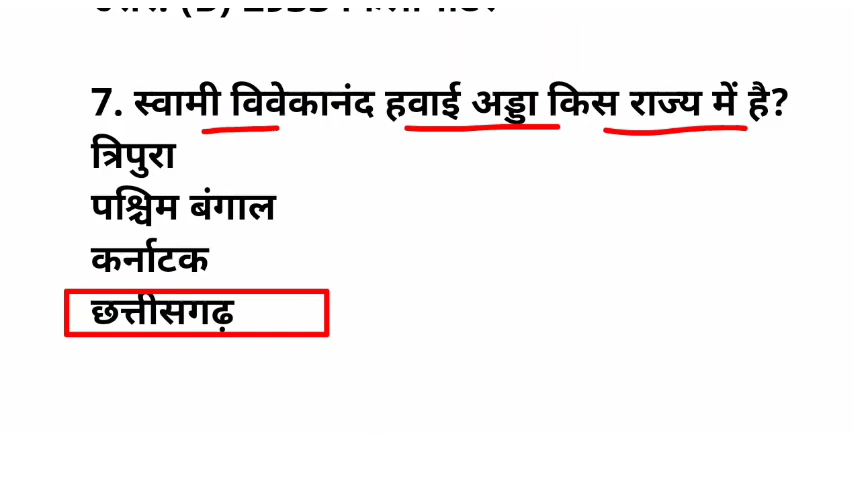 7. स्वामी विवेकानंद हवाई अड्डा किस राज्य में है?
त्रिपुरा
पश्चिम बंगाल
कर्नाटक
छत्तीसगढ़